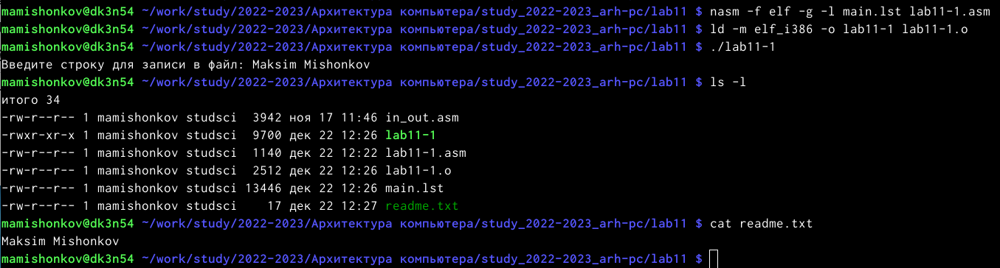 mamishonkov@dk3n54 ~/work/study/2022-2023/Архитектура компьютера/study_2022-2023_arh-pc/lab11 $ nasm -f elf -g -l main.lst lab11-1.asm
mamishonkov@dk3n54 ~/work/study/2022-2023/Архитектура компьютера/study_2022-2023_arh-pc/lab11 $ ld -m elf_i386 -o lab11-1 lab11-1.o
mamishonkov@dk3n54 ~/work/study/2022-2023/Архитектура компьютера/study_2022-2023_arh-pc/lab11 $ ./lab11-1
Введите строку для записи в файл: Maksim Mishonkov
mamishonkov@dk3n54 ~/work/study/2022-2023/Архитектура компьютера/study_2022-2023_arh-pc/lab11 $ ls -l
итого 34
-rw-r--r-- 1 mamishonkov studsci  3942 ноя 17 11:46 in_out.asm
-rwxr-xr-x 1 mamishonkov studsci  9700 дек 22 12:26 lab11-1
-rw-r--r-- 1 mamishonkov studsci  1140 дек 22 12:22 lab11-1.asm
-rw-r--r-- 1 mamishonkov studsci  2512 дек 22 12:26 lab11-1.o
-rw-r--r-- 1 mamishonkov studsci 13446 дек 22 12:26 main.lst
-rw-r--r-- 1 mamishonkov studsci    17 дек 22 12:27 readme.txt
mamishonkov@dk3n54 ~/work/study/2022-2023/Архитектура компьютера/study_2022-2023_arh-pc/lab11 $ cat readme.txt
Maksim Mishonkov
mamishonkov@dk3n54 ~/work/study/2022-2023/Архитектура компьютера/study_2022-2023_arh-pc/lab11 $